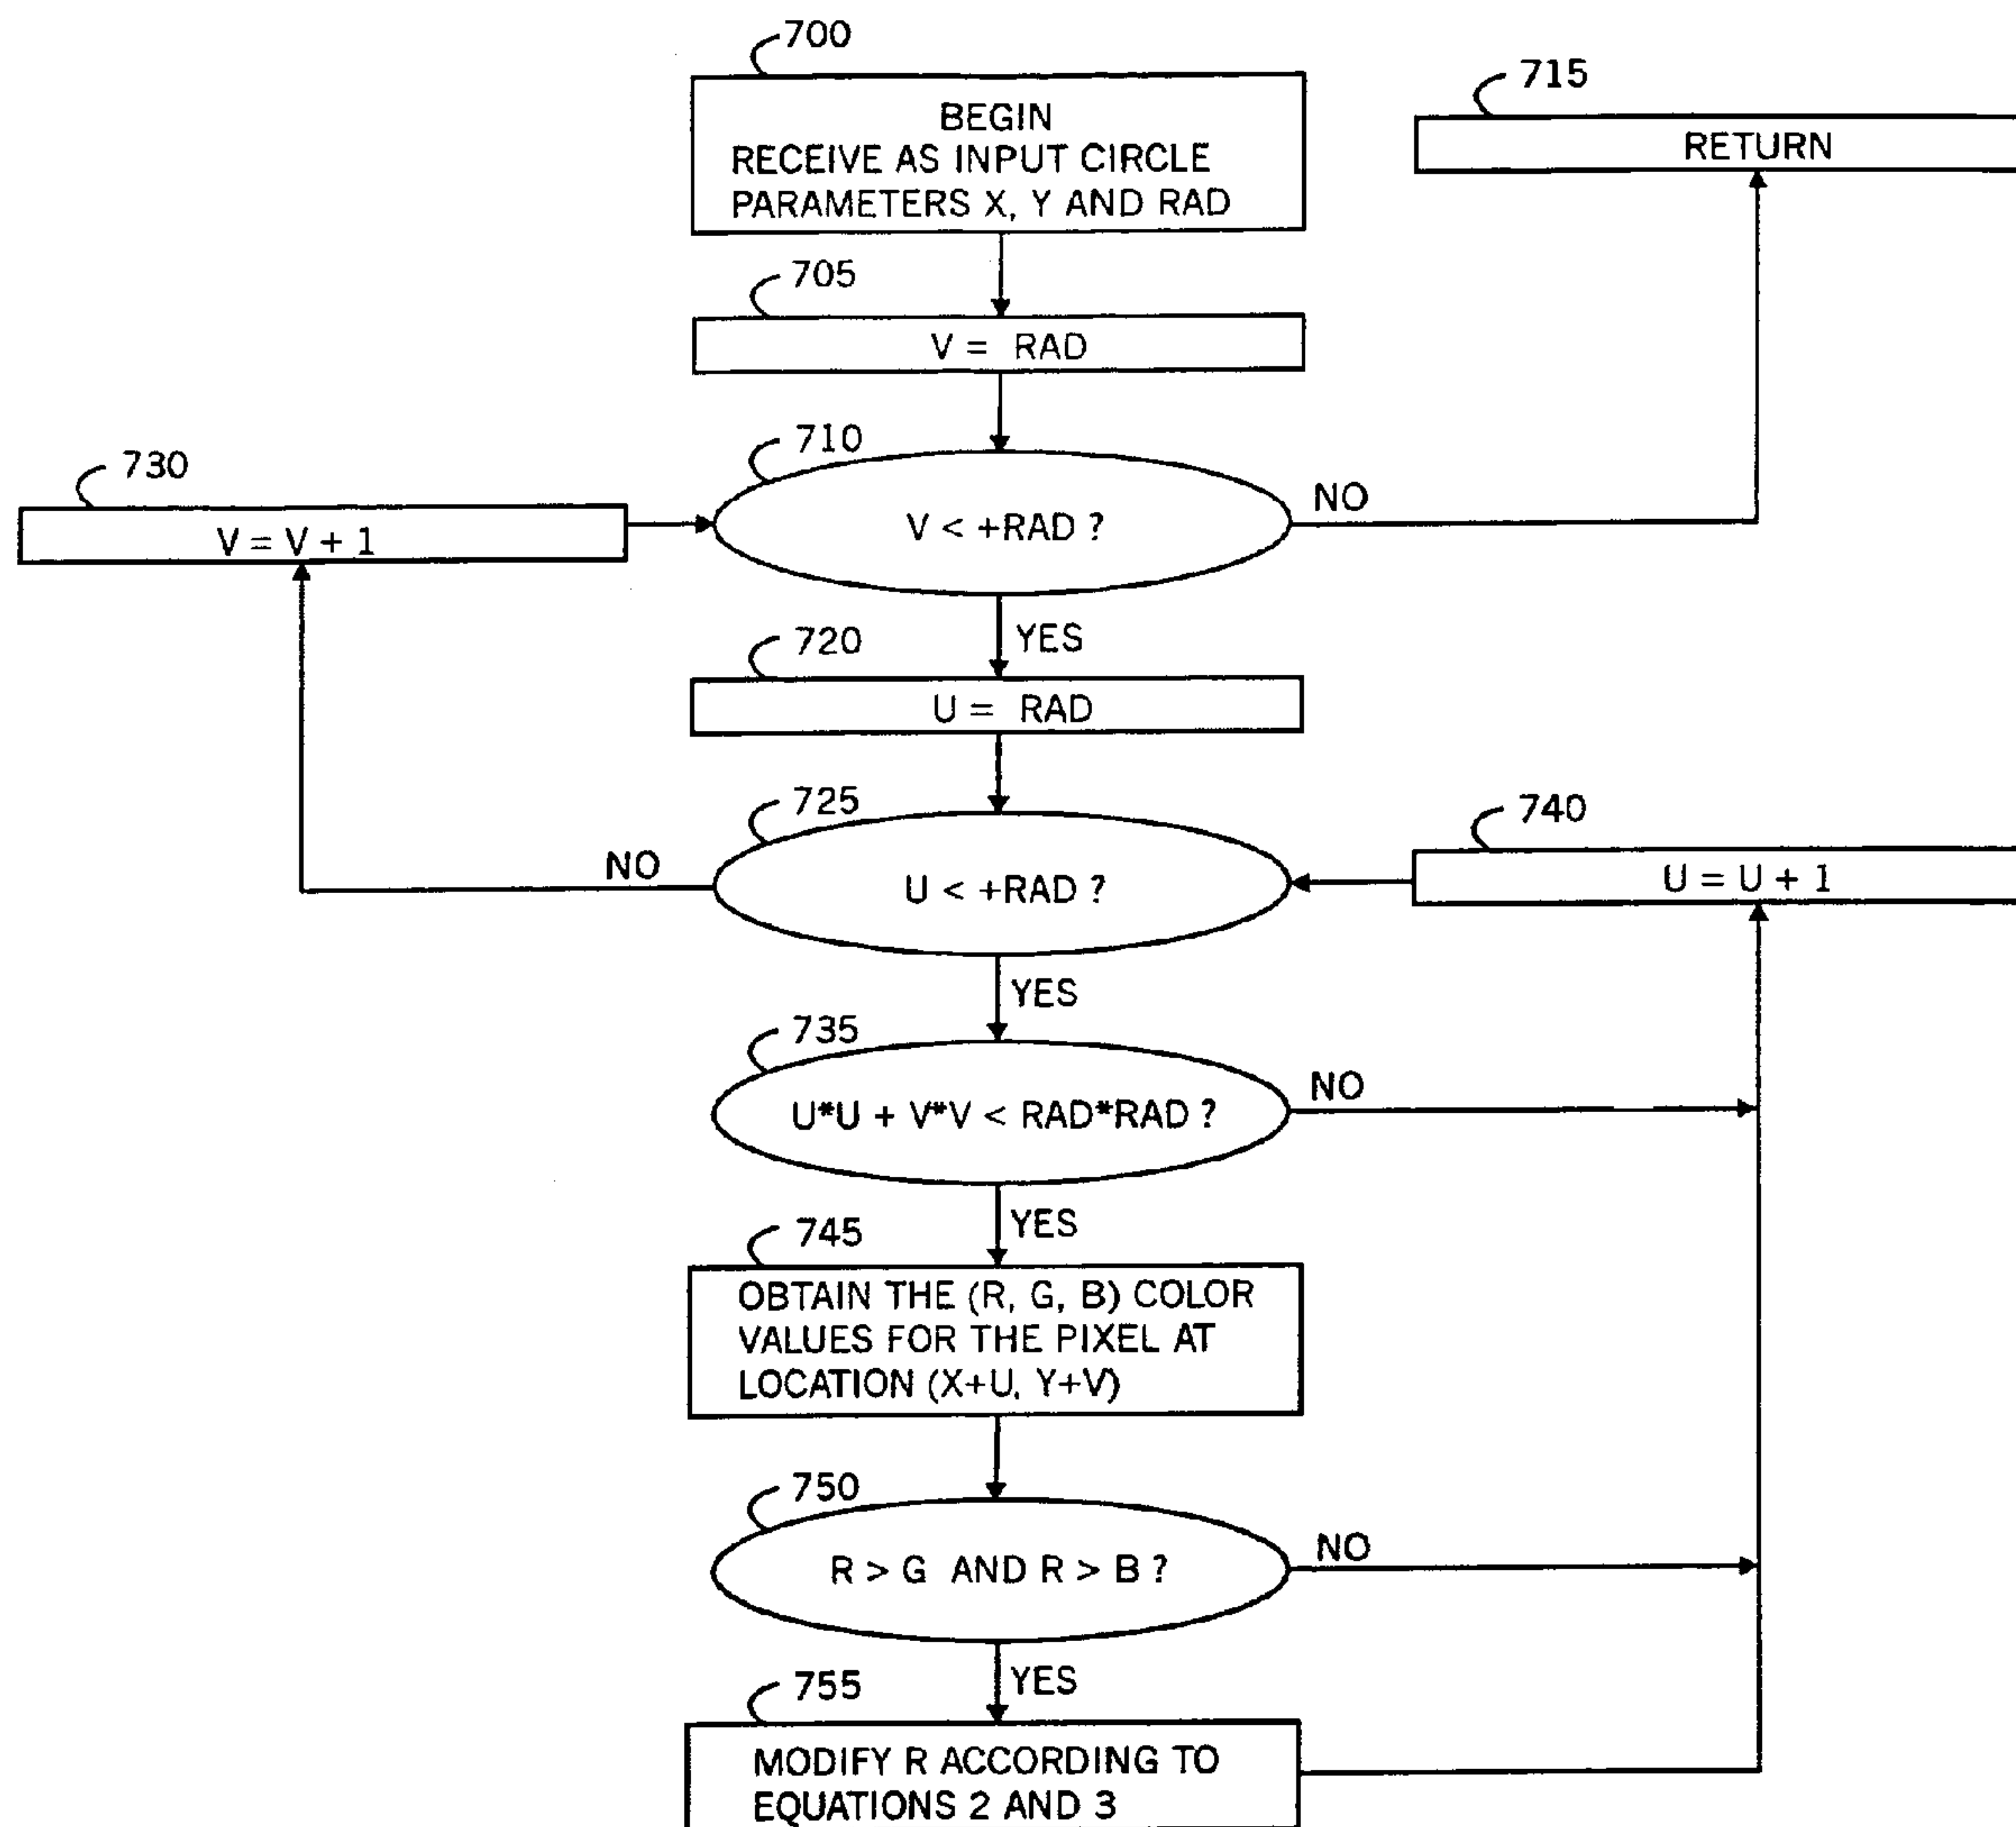 700
BEGIN
RECEIVE AS INPUT CIRCLE
PARAMETERS X, Y AND RAD
715
RETURN
705
V = RAD
710
V < +RAD ?
NO
730
V = V + 1
YES
720
U = RAD
725
U < +RAD ?
NO
740
U = U + 1
YES
735
U*U + V*V < RAD*RAD ?
NO
YES
745
OBTAIN THE (R, G, B) COLOR
VALUES FOR THE PIXEL AT
LOCATION (X+U, Y+V)
750
R > G AND R > B ?
NO
YES
755
MODIFY R ACCORDING TO
EQUATIONS 2 AND 3